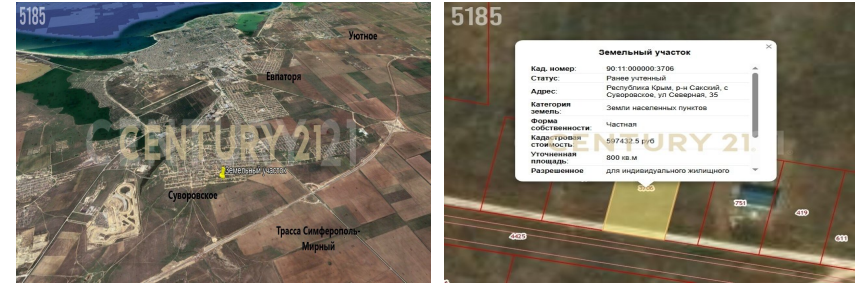 5185
Уютное
Евпаторя
CENTURY 21
земельный участок
Суворовское
Трасса Симферополь-
Мирный
5185
Земельный участок
Кад. номер: 90:11:000000:3706
Статус: Ранее учтенный
Адрес: Республика Крым, р-н Сакский, с
Суворовское, ул Северная, 35
Категория
земель: Земли населенных пунктов
Форма
собственности: Частная
Кадастровая
стоимость: 597432.5 руб
Уточненная
площадь: 800 кв.м
Разрешенное для индивидуального жилищного
CENTURY 21
3706
751
419
611
4425